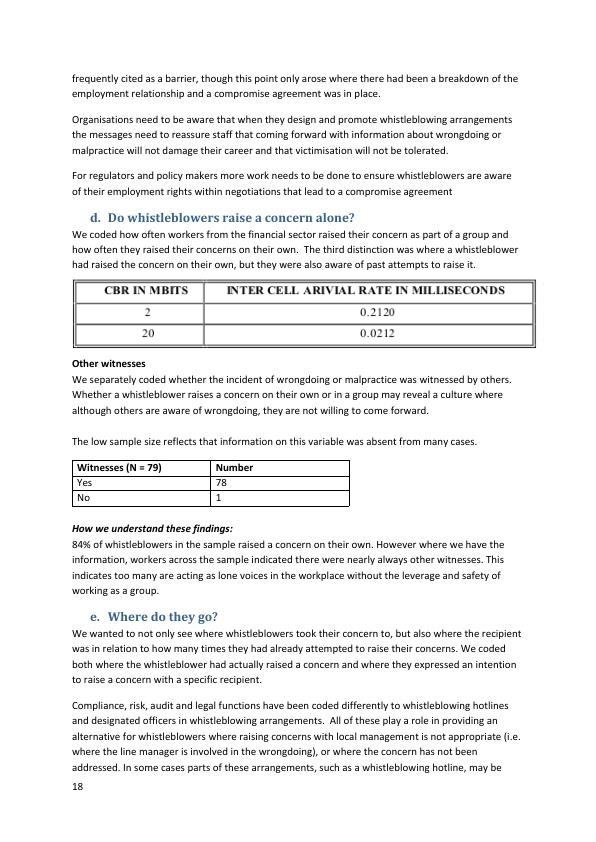 frequently cited as a barrier, though this point only arose where there had been a breakdown of the
employment relationship and a compromise agreement was in place.
Organisations need to be aware that when they design and promote whistleblowing arrangements
the messages need to reassure staff that coming forward with information about wrongdoing or
malpractice will not damage their career and that victimisation will not be tolerated.
For regulators and policy makers more work needs to be done to ensure whistleblowers are aware
of their employment rights within negotiations that lead to a compromise agreement
d. Do whistleblowers raise a concern alone?
We coded how often workers from the financial sector raised their concern as part of a group and
how often they raised their concerns on their own. The third distinction was where a whistleblower
had raised the concern on their own, but they were also aware of past attempts to raise it.
CBR IN MBITS INTER CELL ARIVIAL RATE IN MILLISECONDS
2 0.2120
20 0.0212
Other witnesses
We separately coded whether the incident of wrongdoing or malpractice was witnessed by others.
Whether a whistleblower raises a concern on their own or in a group may reveal a culture where
although others are aware of wrongdoing, they are not willing to come forward.
The low sample size reflects that information on this variable was absent from many cases.
Witnesses (N = 79) Number
Yes 78
No 1
How we understand these findings:
84% of whistleblowers in the sample raised a concern on their own. However where we have the
information, workers across the sample indicated there were nearly always other witnesses. This
indicates too many are acting as lone voices in the workplace without the leverage and safety of
working as a group.
e. Where do they go?
We wanted to not only see where whistleblowers took their concern to, but also where the recipient
was in relation to how many times they had already attempted to raise their concerns. We coded
both where the whistleblower had actually raised a concern and where they expressed an intention
to raise a concern with a specific recipient.
Compliance, risk, audit and legal functions have been coded differently to whistleblowing hotlines
and designated officers in whistleblowing arrangements. All of these play a role in providing an
alternative for whistleblowers where raising concerns with local management is not appropriate (i.e.
where the line manager is involved in the wrongdoing), or where the concern has not been
addressed. In some cases parts of these arrangements, such as a whistleblowing hotline, may be
18